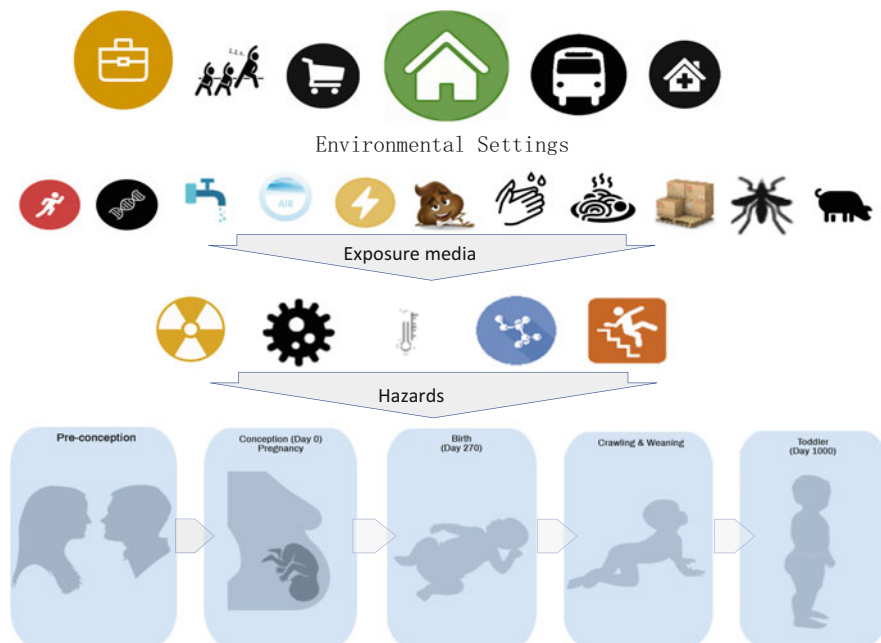 Environmental Settings
AIR
Exposure media
Hazards
Pre-conception
Conception (Day 0)
Pregnancy
Birth
(Day 270)
Crawling & Weaning
Toddler
(Day 1000)